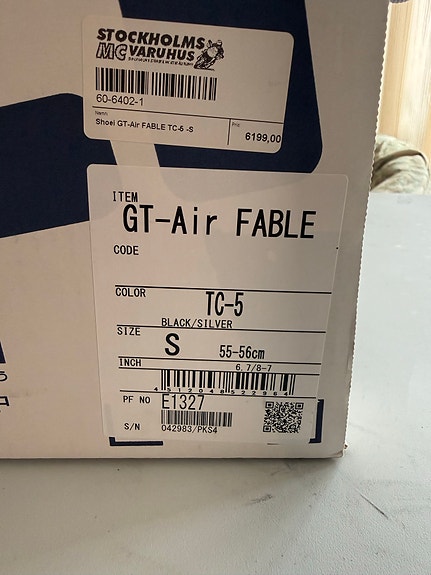 STOCKHOLMS
MC VARUHUS
60-6402-1
Namn
Shoei GT-Air FABLE TC-5 -S
Pris
6199,00
ITEM
GT-Air FABLE
CODE
COLOR
TC-5
BLACK/SILVER
SIZE
S
55-56cm
INCH
6.7/8-7
4512048522984
PF NO
E1327
S/N
042983/PKS4